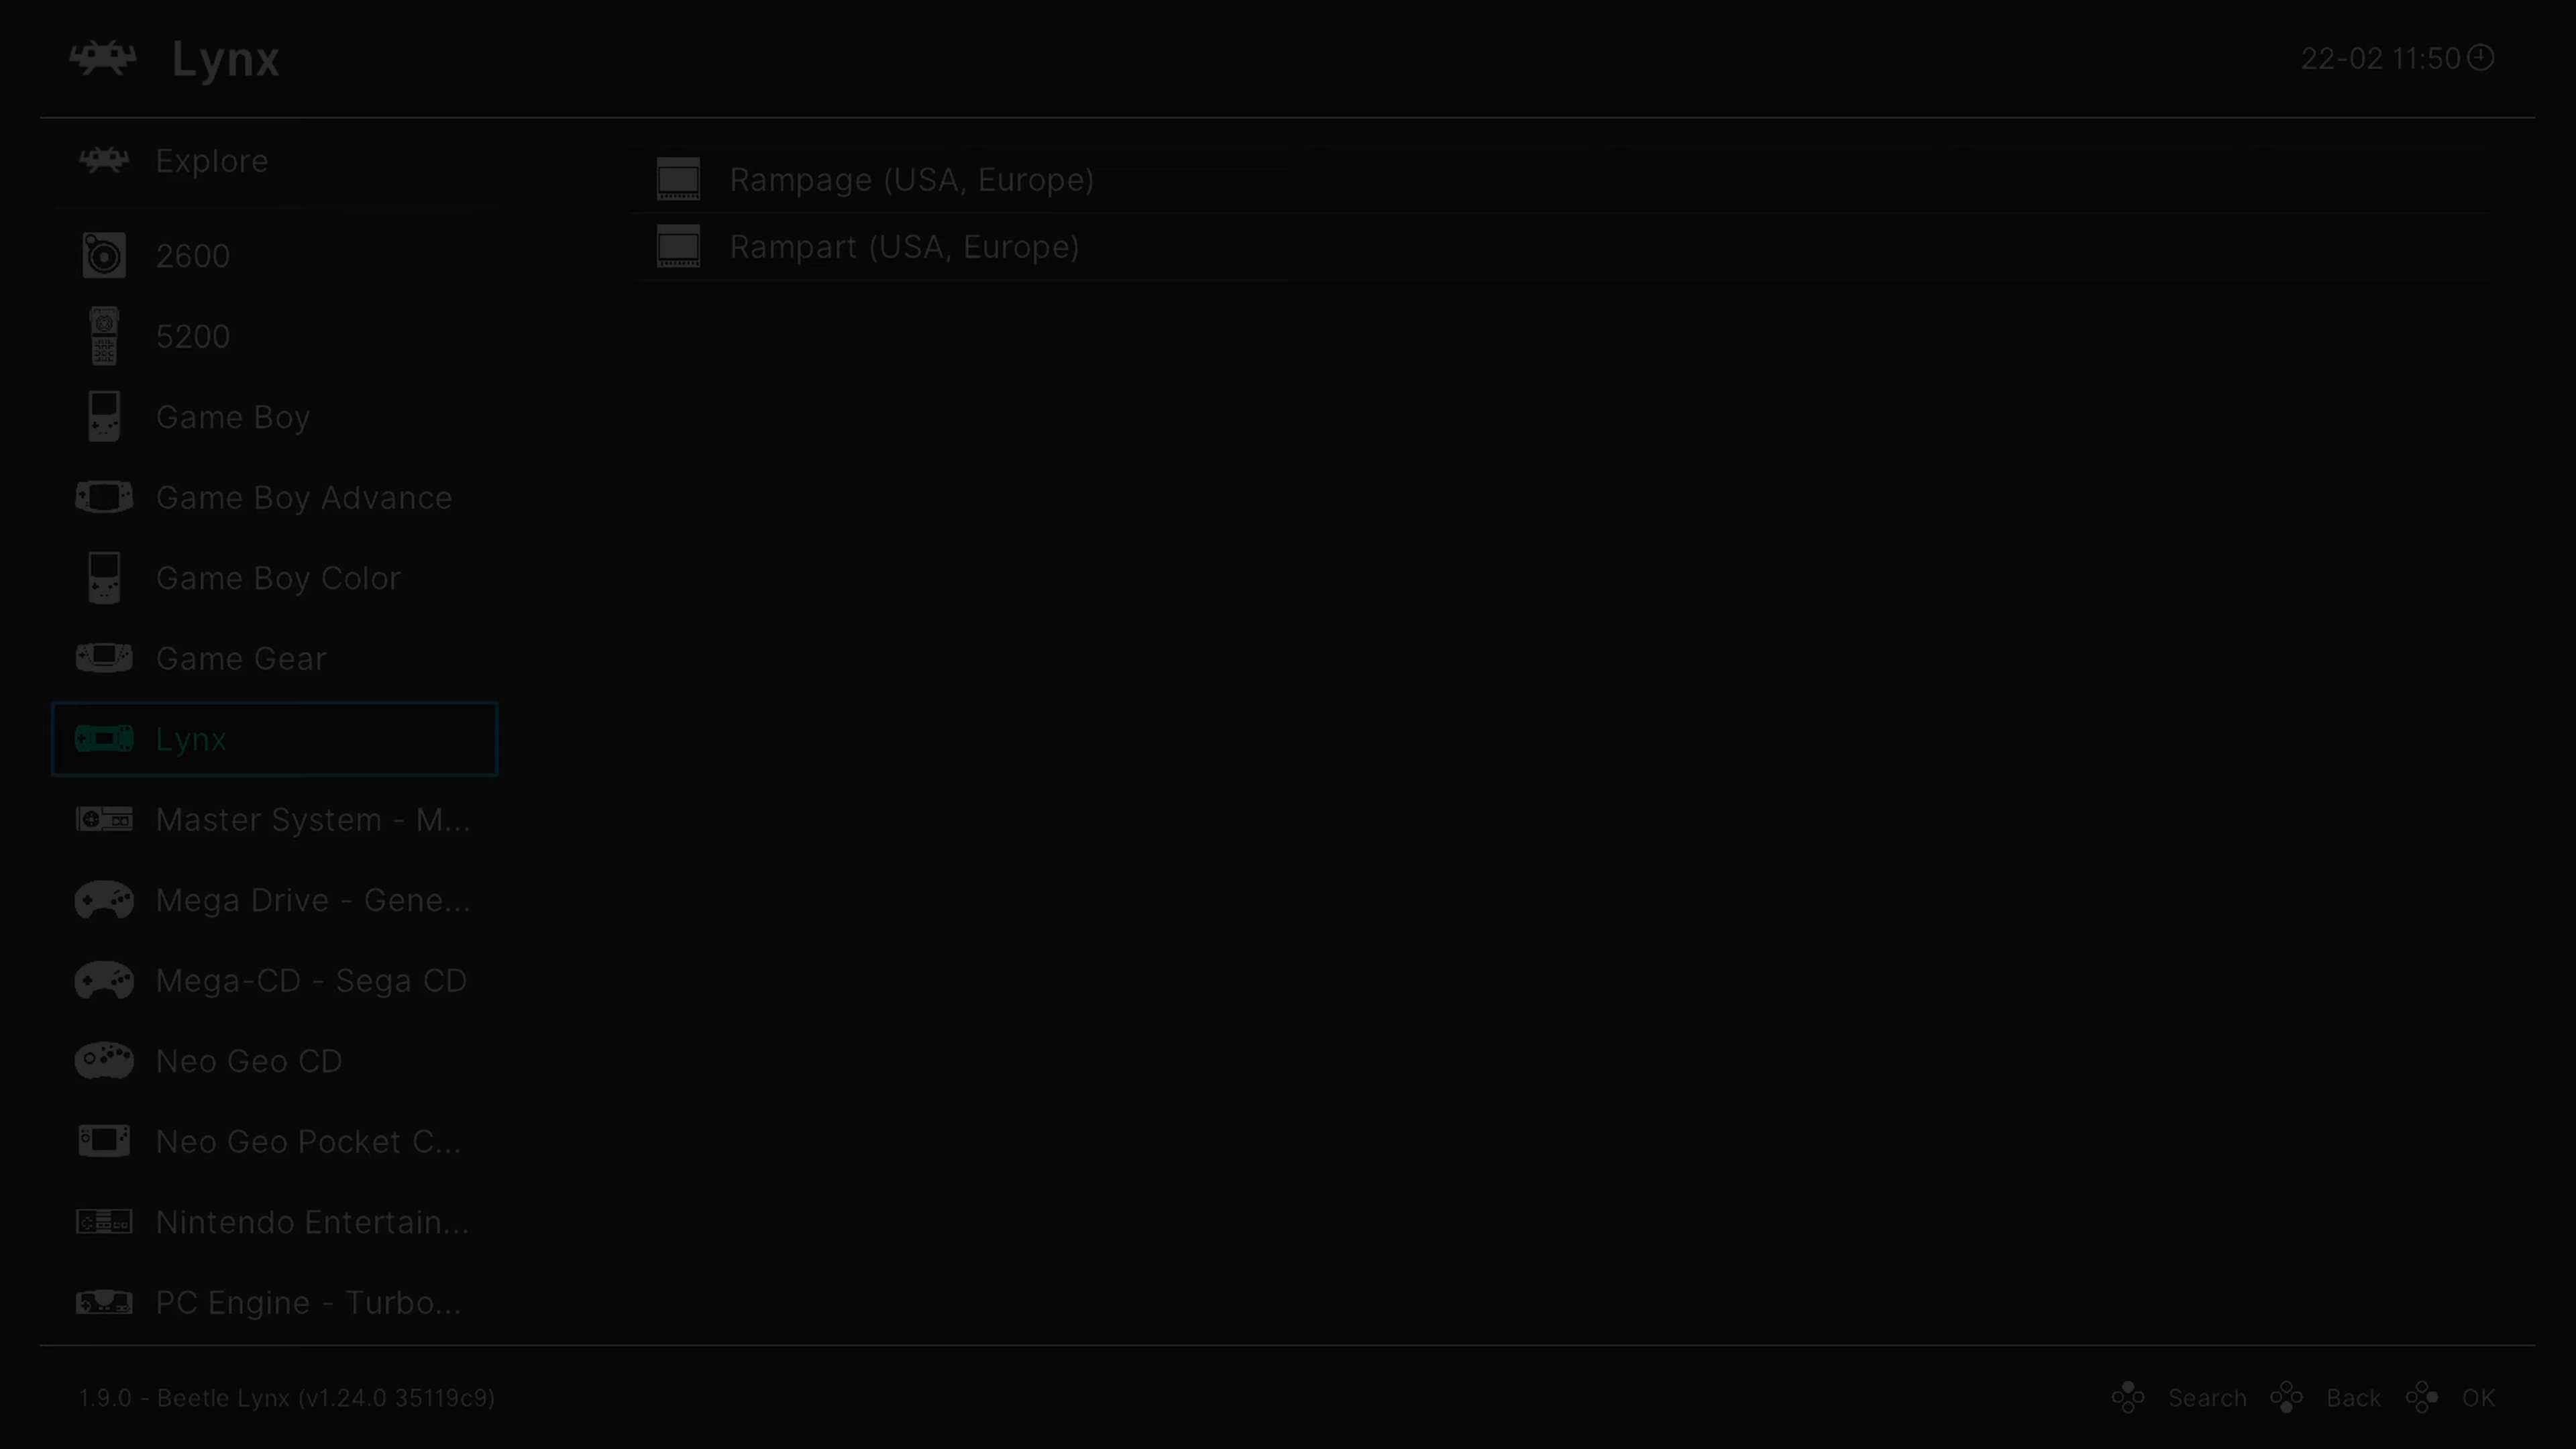 Lynx
22-02 11:50
Explore
2600
5200
Game Boy
Game Boy Advance
Game Boy Color
Game Gear
Lynx
Master System - M...
Mega Drive - Gene...
Mega-CD - Sega CD
Neo Geo CD
Neo Geo Pocket C...
Nintendo Entertain...
PC Engine - Turbo...
Rampage (USA, Europe)
Rampart (USA, Europe)
1.9.0 - Beetle Lynx (v1.24.0 35119c9)
Search Back OK